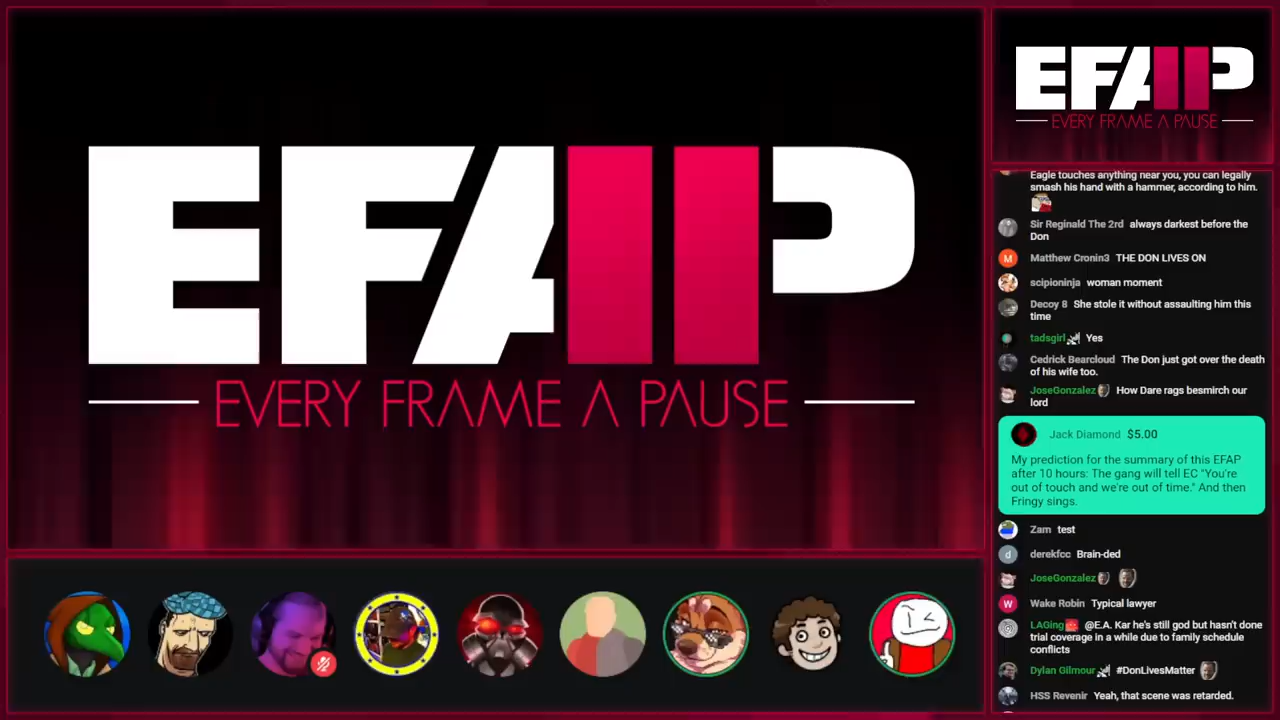 EFAP
EVERY FRAME A PAUSE
EFAP
EVERY FRAME A PAUSE
Eagle touches anything near you, you can legally
smash his hand with a hammer, according to him.
Sir Reginald The 2rd always darkest before the
Don
M
Matthew Cronin3 THE DON LIVES ON
scipioninja woman moment
Decoy 8 She stole it without assaulting him this
time
tadsgirl Yes
Cedrick Bearcloud The Don just got over the death
of his wife too.
JoseGonzalez How Dare rags besmirch our
lord
Jack Diamond $5.00
My prediction for the summary of this EFAP
after 10 hours: The gang will tell EC "You're
out of touch and we're out of time." And then
Fringy sings.
Zam test
d
derekfcc Brain-ded
JoseGonzalez
W
Wake Robin Typical lawyer
LAGing @E.A. Kar he's still god but hasn't done
trial coverage in a while due to family schedule
conflicts
Dylan Gilmour #DonLivesMatter
HSS Revenir Yeah, that scene was retarded.